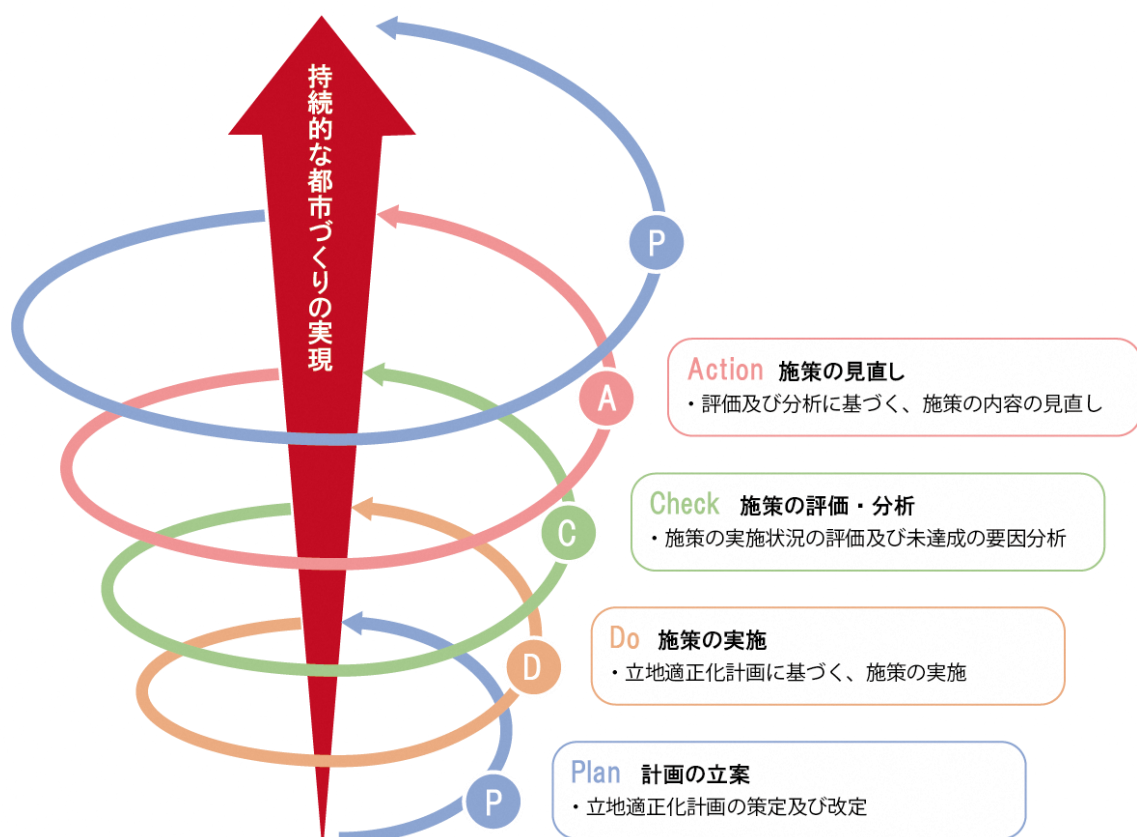 持続的な都市づくりの実現
P
A
Action 施策の見直し
・評価及び分析に基づく、施策の内容の見直し
C
Check 施策の評価・分析
・施策の実施状況の評価及び未達成の要因分析
D
Do 施策の実施
・立地適正化計画に基づく、施策の実施
P
Plan 計画の立案
・立地適正化計画の策定及び改定